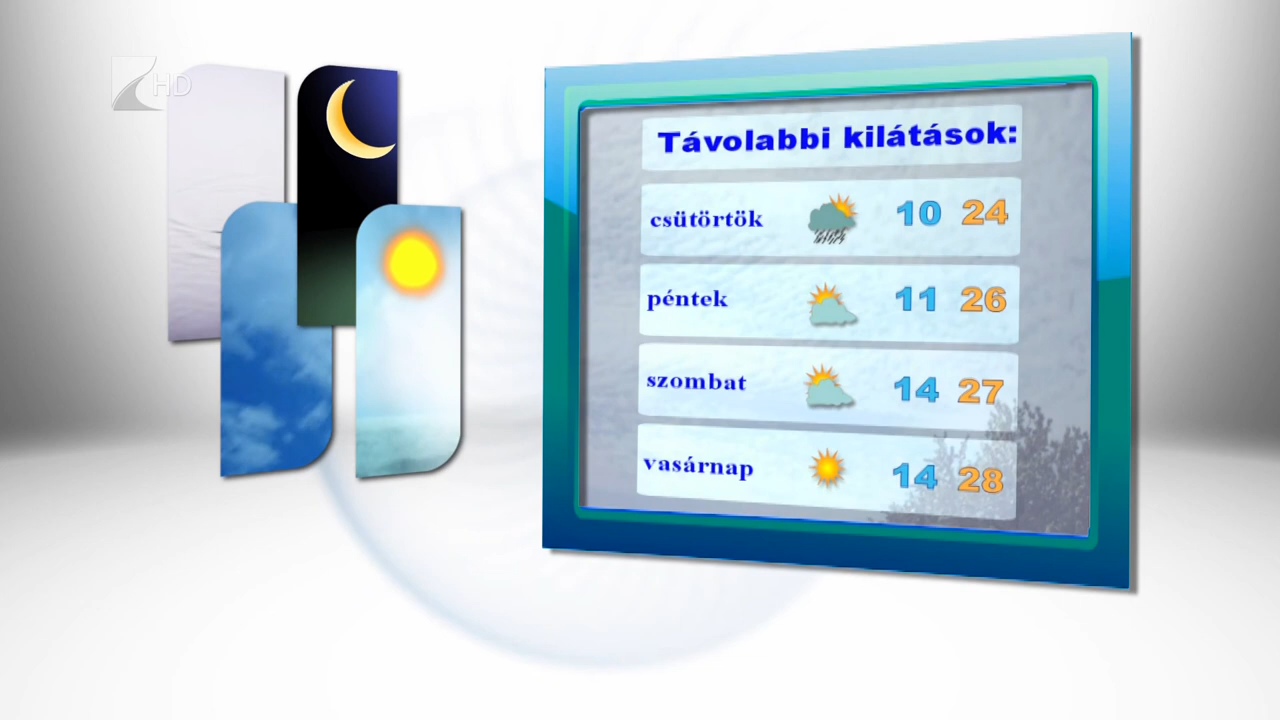 HD
Távolabbi kilátások:
csütörtök 10 24
péntek 11 26
szombat 14 27
vasárnap 14 28